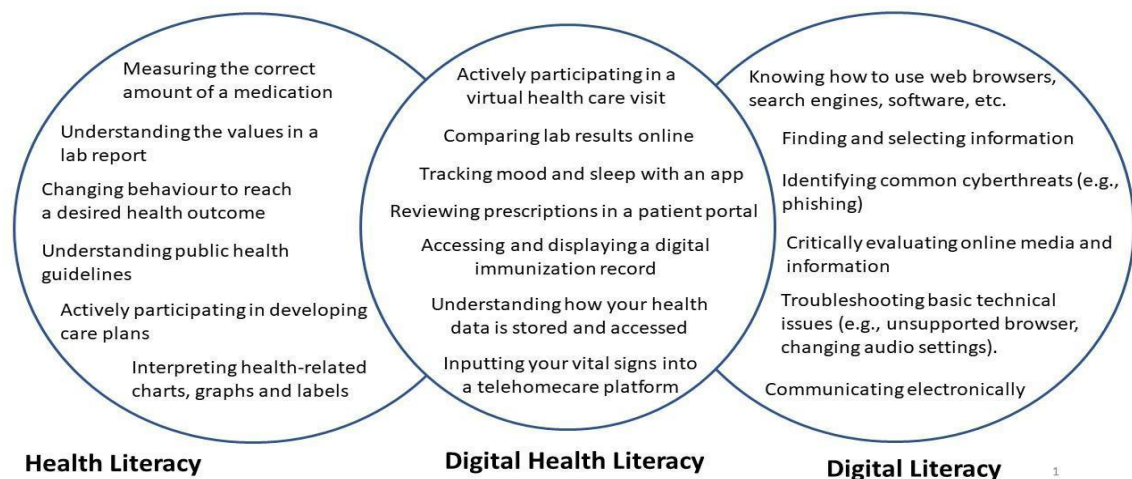 Measuring the correct
amount of a medication
Understanding the values in a
lab report
Changing behaviour to reach
a desired health outcome
Understanding public health
guidelines
Actively participating in developing
care plans
Interpreting health-related
charts, graphs and labels
Health Literacy
Actively participating in a
virtual health care visit
Comparing lab results online
Tracking mood and sleep with an app
Reviewing prescriptions in a patient portal
Accessing and displaying a digital
immunization record
Understanding how your health
data is stored and accessed
Inputting your vital signs into
a telehomecare platform
Digital Health Literacy
Knowing how to use web browsers,
search engines, software, etc.
Finding and selecting information
Identifying common cyberthreats (e.g.,
phishing)
Critically evaluating online media and
information
Troubleshooting basic technical
issues (e.g., unsupported browser,
changing audio settings).
Communicating electronically
Digital Literacy
1